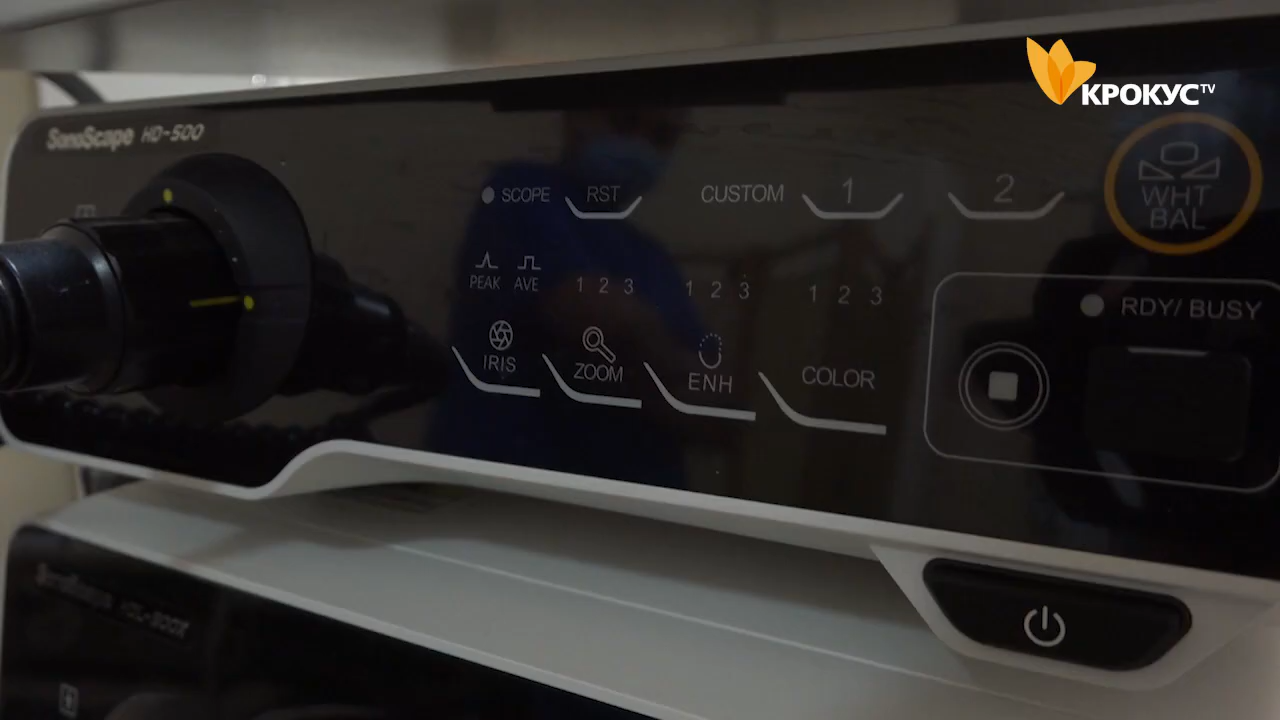 КРОКУС TV
SonoScape HD-500
SCOPE RST CUSTOM 1 2
WHT
BAL
PEAK AVE 1 2 3 1 2 3 1 2 3
RDY/BUSY
IRIS ZOOM ENH COLOR